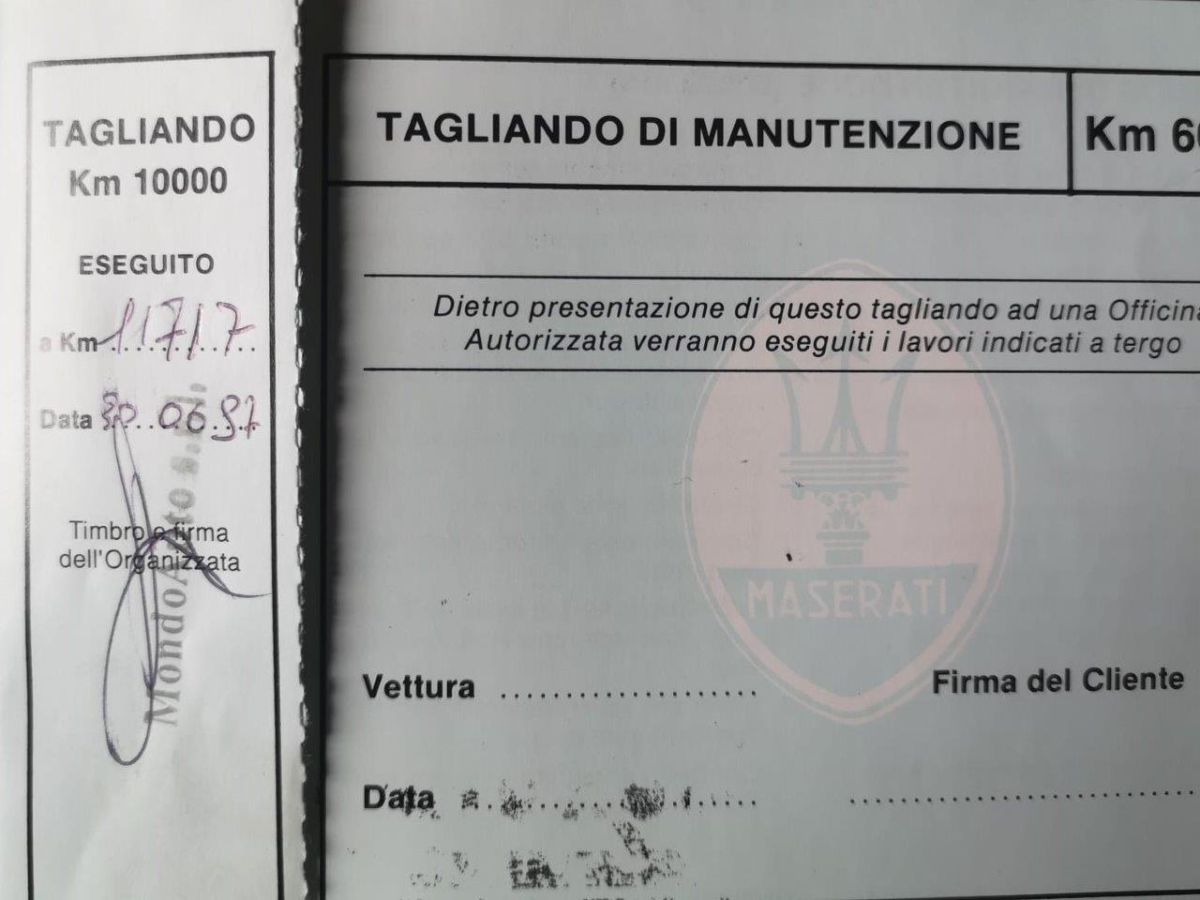 TAGLIANDO
Km 10000
ESEGUITO
a Km 11717
Data 30.06.97
Timbro e firma
dell'Organizzata
MondoAuto s.r.l.
TAGLIANDO DI MANUTENZIONE
Km 6
Dietro presentazione di questo tagliando ad una Officina
Autorizzata verranno eseguiti i lavori indicati a tergo
MASERATI
Vettura
Firma del Cliente
Data